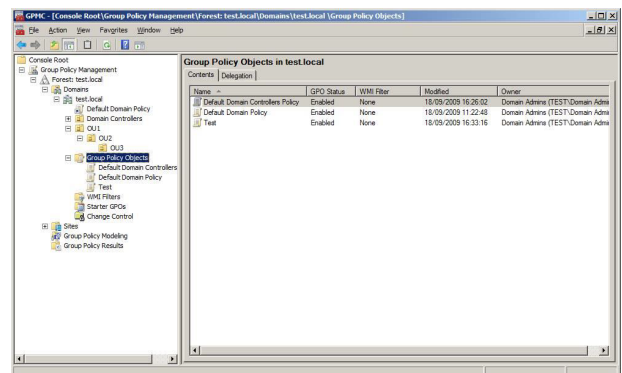 GPMC - [Console Root\Group Policy Management\Forest: test.local\Domains\test.local \Group Policy Objects]
File Action View Favorites Window Help
Console Root
Group Policy Management
Forest: test.local
Domains
test.local
Default Domain Policy
Domain Controllers
OU1
OU2
OU3
Group Policy Objects
Default Domain Controllers
Default Domain Policy
Test
WMI Filters
Starter GPOs
Change Control
Sites
Group Policy Modeling
Group Policy Results
Group Policy Objects in test.local
Contents Delegation
Name GPO Status WMI Filter Modified Owner
Default Domain Controllers Policy Enabled None 18/09/2009 16:26:02 Domain Admins (TEST\Domain Admi
Default Domain Policy Enabled None 18/09/2009 11:22:48 Domain Admins (TEST\Domain Admi
Test Enabled None 18/09/2009 16:33:16 Domain Admins (TEST\Domain Admi